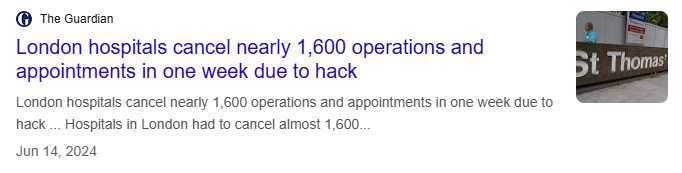 The Guardian
London hospitals cancel nearly 1,600 operations and
appointments in one week due to hack
London hospitals cancel nearly 1,600 operations and appointments in one week due to
hack ... Hospitals in London had to cancel almost 1,600...
Jun 14, 2024
St Thomas'